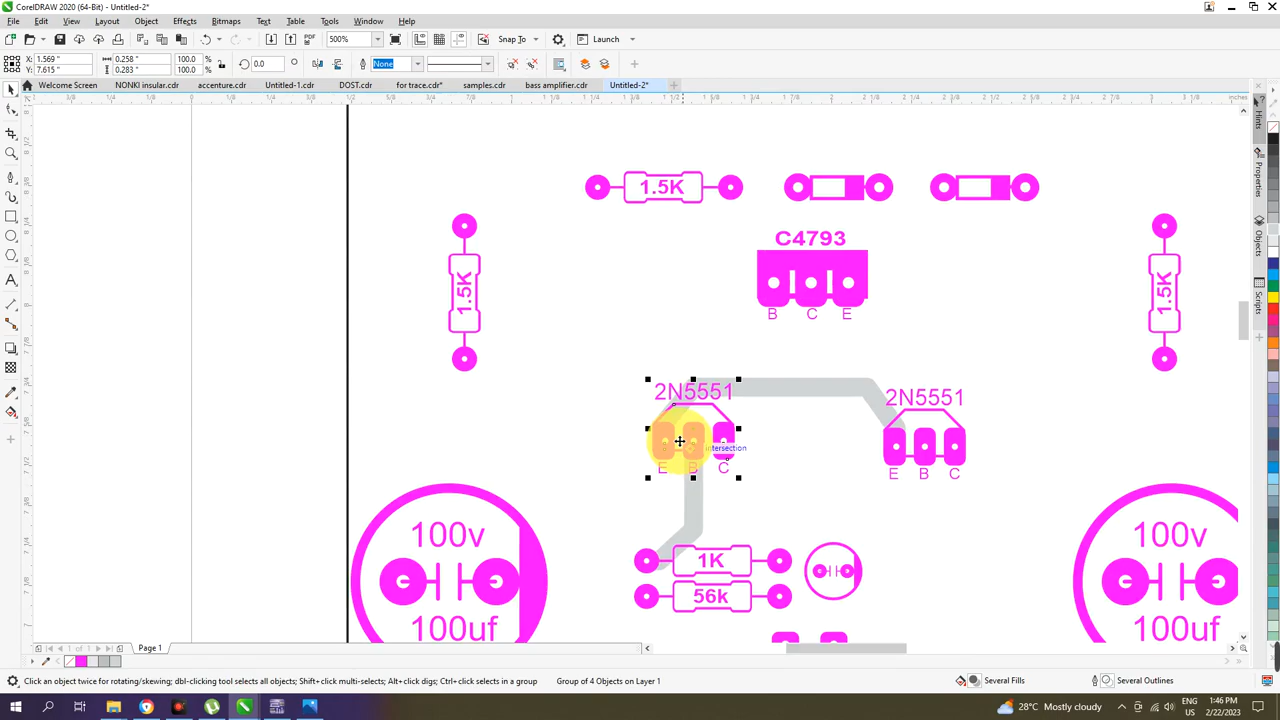 CorelDRAW 2020 (64-Bit) - Untitled-2*
File Edit View Layout Object Effects Bitmaps Text Table Tools Window Help
500% Snap To Launch
X: 1.569 " 0.258 " 100.0 % 0.0 None
Y: 7.615 " 0.283 " 100.0 %
Welcome Screen NONKI insular.cdr accenture.cdr Untitled-1.cdr DOST.cdr for trace.cdr* samples.cdr bass amplifier.cdr Untitled-2*
inches
Hints
Properties
Objects
Scripts
1.5K
C4793
1.5K
1.5K
B C E
2N5551
2N5551
intersection
E B C
E B C
100v
100v
1K
56k
100uf
100uf
1 of 1 Page 1
Click an object twice for rotating/skewing; dbl-clicking tool selects all objects; Shift+click multi-selects; Alt+click digs; Ctrl+click selects in a group Group of 4 Objects on Layer 1 Several Fills Several Outlines
28°C Mostly cloudy ENG US 1:46 PM 2/22/2023